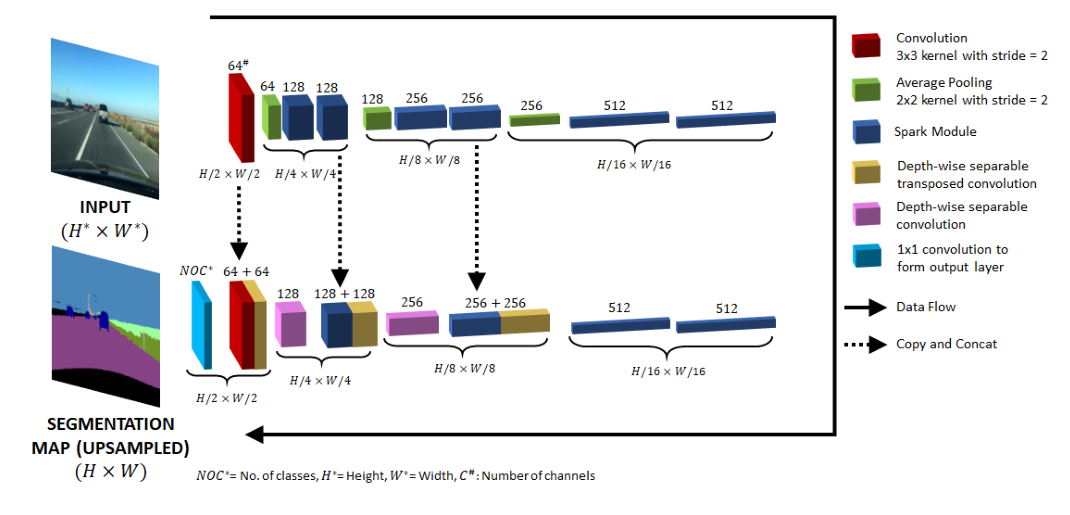 64#
64 128 128
128 256 256
256 512 512
H/2 × W/2
H/4 × W/4
H/8 × W/8
H/16 × W/16
INPUT
(H* × W*)
NOC* 64 + 64
128 128 + 128
256 256 + 256
512 512
H/2 × W/2
H/4 × W/4
H/8 × W/8
H/16 × W/16
SEGMENTATION
MAP (UPSAMPLED)
(H × W)
NOC*= No. of classes, H*= Height, W*= Width, C#: Number of channels
Convolution
3x3 kernel with stride = 2
Average Pooling
2x2 kernel with stride = 2
Spark Module
Depth-wise separable
transposed convolution
Depth-wise separable
convolution
1x1 convolution to
form output layer
Data Flow
Copy and Concat